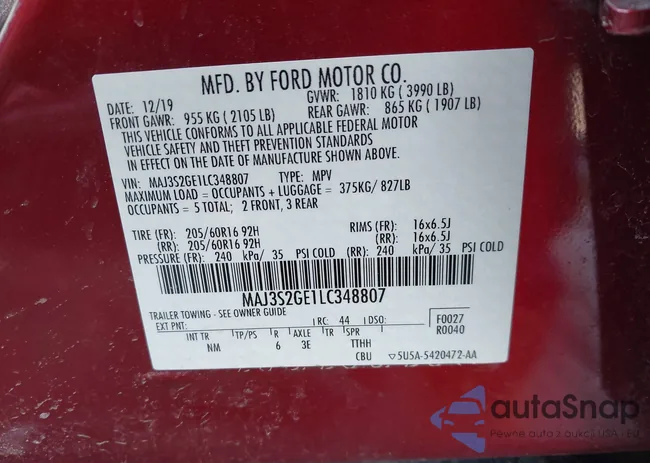 MFD. BY FORD MOTOR CO.
DATE: 12/19 GVWR: 1810 KG ( 3990 LB)
FRONT GAWR: 955 KG ( 2105 LB) REAR GAWR: 865 KG ( 1907 LB)
THIS VEHICLE CONFORMS TO ALL APPLICABLE FEDERAL MOTOR
VEHICLE SAFETY AND THEFT PREVENTION STANDARDS
IN EFFECT ON THE DATE OF MANUFACTURE SHOWN ABOVE.
VIN: MAJ3S2GE1LC348807 TYPE: MPV
MAXIMUM LOAD = OCCUPANTS + LUGGAGE = 375KG/ 827LB
OCCUPANTS = 5 TOTAL; 2 FRONT, 3 REAR
TIRE (FR): 205/60R16 92H RIMS (FR): 16x6.5J
(RR): 205/60R16 92H (RR): 16x6.5J
PRESSURE (FR): 240 kPa/ 35 PSI COLD (RR): 240 kPa/ 35 PSI COLD
MAJ3S2GE1LC348807
TRAILER TOWING - SEE OWNER GUIDE
EXT PNT: RC: 44 DSO: F0027
R0040
INT TR TP/PS R AXLE TR SPR
NM 6 3E TTHH
CBU 5U5A-5420472-AA
autaSnap
Pewne auto z aukcji USA - EU